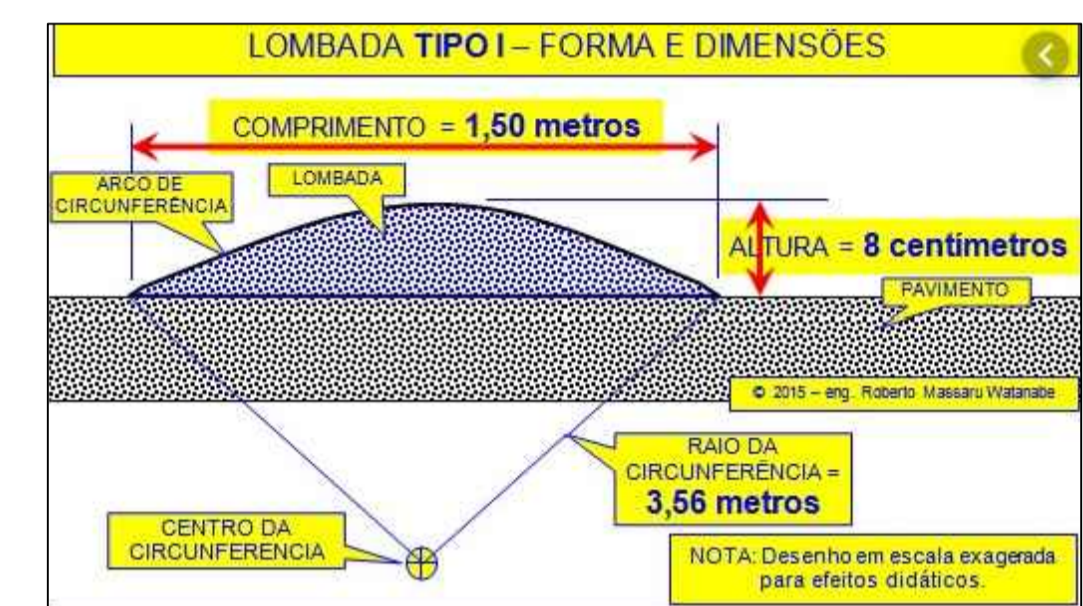 LOMBADA TIPO I – FORMA E DIMENSÕES
COMPRIMENTO = 1,50 metros
ARCO DE
CIRCUNFERÊNCIA
LOMBADA
ALTURA = 8 centímetros
PAVIMENTO
© 2015 – eng. Roberto Massaru Watanabe
RAIO DA
CIRCUNFERÊNCIA =
3,56 metros
CENTRO DA
CIRCUNFERENCIA
NOTA: Desenho em escala exagerada
para efeitos didáticos.